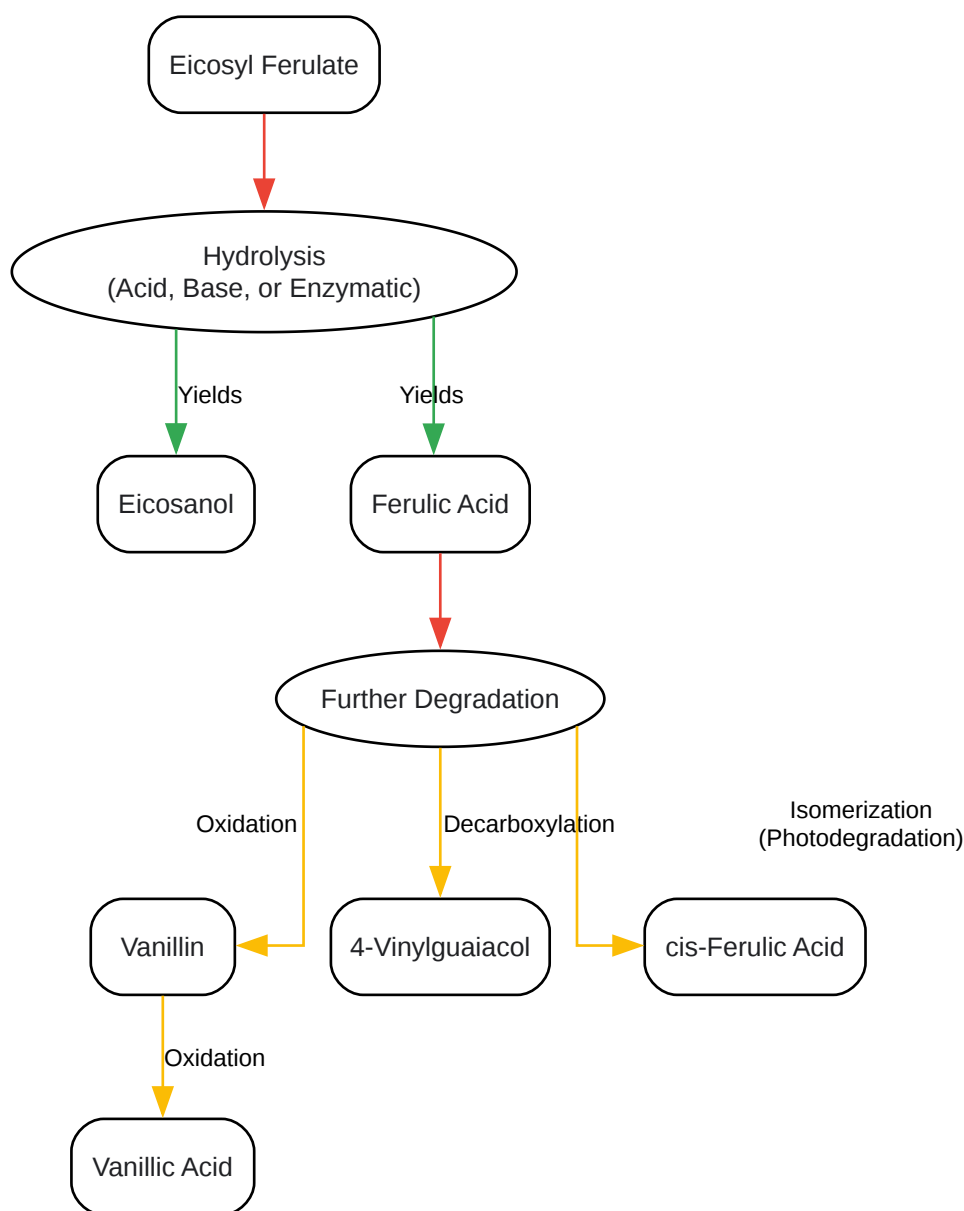 Eicosyl Ferulate
Hydrolysis
(Acid, Base, or Enzymatic)
Yields
Yields
Eicosanol
Ferulic Acid
Further Degradation
Oxidation
Decarboxylation
Isomerization
(Photodegradation)
Vanillin
4-Vinylguaiacol
cis-Ferulic Acid
Oxidation
Vanillic Acid